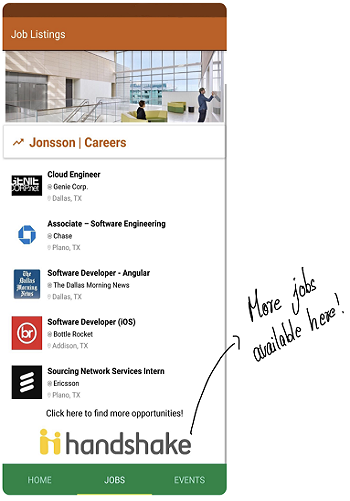 Job Listings
Jonsson | Careers
GENIE
CORP.net
Cloud Engineer
@ Genie Corp.
Dallas, TX
Associate – Software Engineering
@ Chase
Plano, TX
The
Dallas
Morning
News
Software Developer - Angular
@ The Dallas Morning News
Dallas, TX
br
Software Developer (iOS)
@ Bottle Rocket
Addison, TX
Sourcing Network Services Intern
@ Ericsson
Plano, TX
Click here to find more opportunities!
handshake
More jobs
available here!
HOME JOBS EVENTS